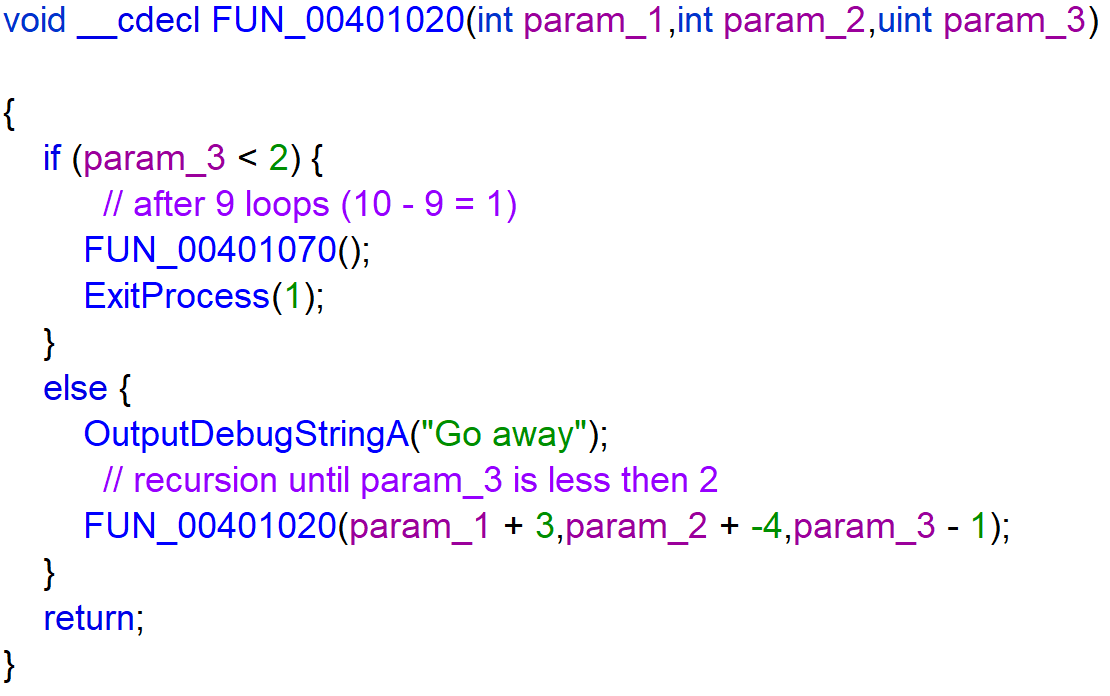 void __cdecl FUN_00401020(int param_1,int param_2,uint param_3)
{
if (param_3 < 2) {
// after 9 loops (10 - 9 = 1)
FUN_00401070();
ExitProcess(1);
}
else {
OutputDebugStringA("Go away");
// recursion until param_3 is less then 2
FUN_00401020(param_1 + 3,param_2 + -4,param_3 - 1);
}
return;
}